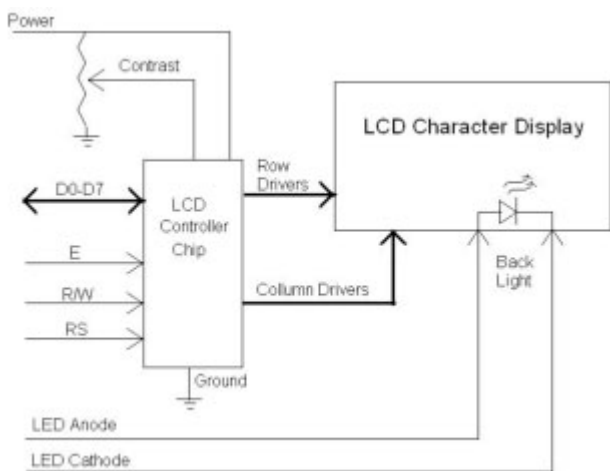 Power
Contrast
LCD Character Display
D0-D7
LCD
Controller
Chip
Row
Drivers
E
R/W
RS
Collumn Drivers
Back
Light
Ground
LED Anode
LED Cathode